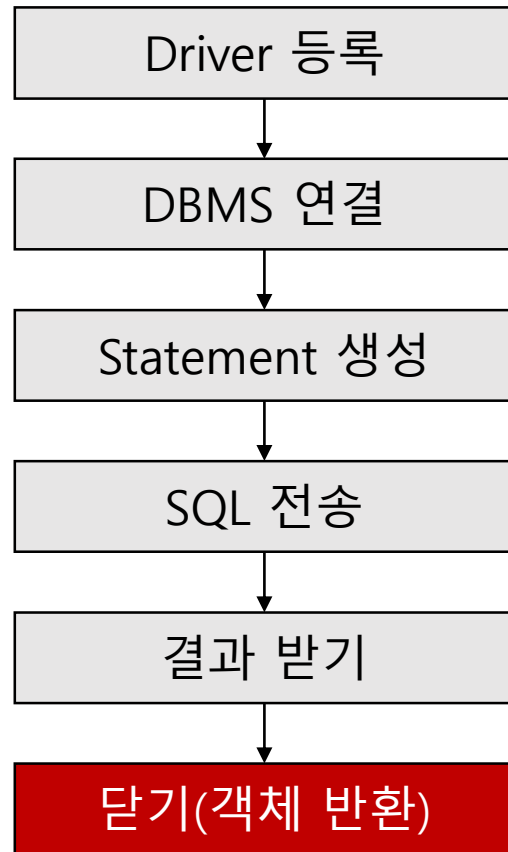 Driver 등록
DBMS 연결
Statement 생성
SQL 전송
결과 받기
닫기(객체 반환)